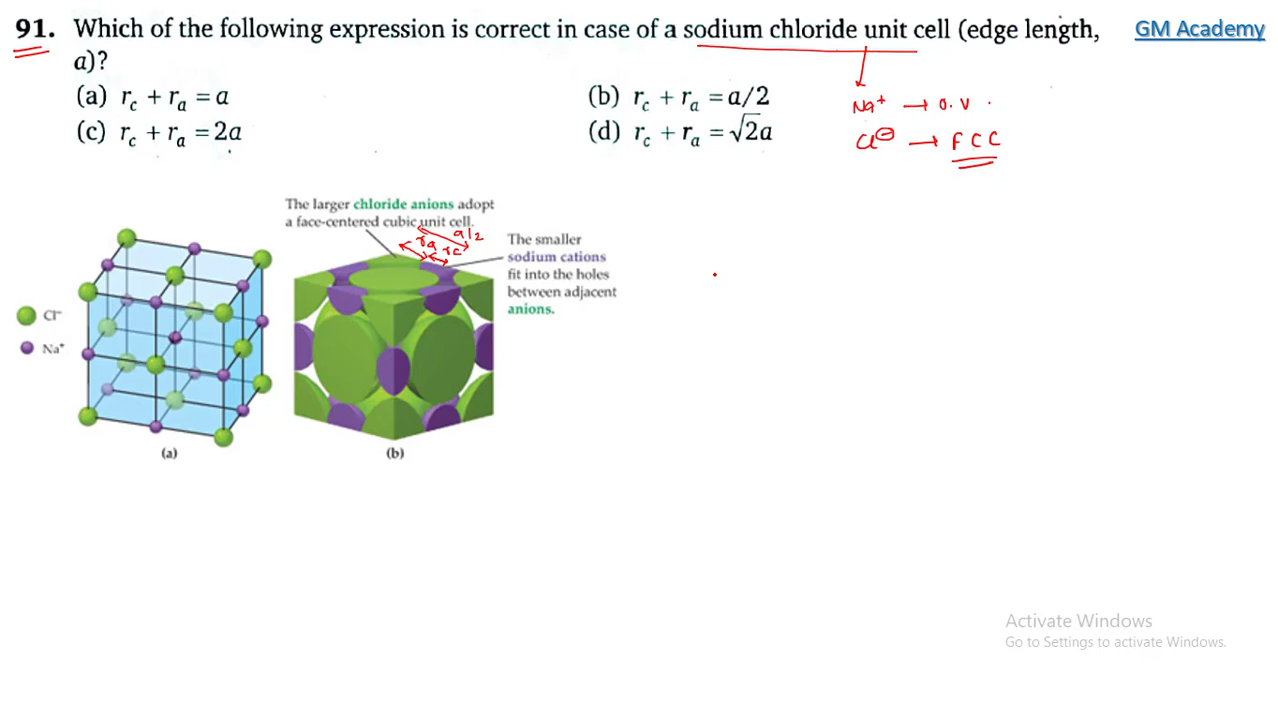 91. Which of the following expression is correct in case of a sodium chloride unit cell (edge length,
GM Academy
a)?
(a) r_c + r_a = a
(b) r_c + r_a = a/2
(c) r_c + r_a = 2a
(d) r_c + r_a = √2a
Na⁺ → O.V
Cl⊖ → FCC
The larger chloride anions adopt
a face-centered cubic unit cell.
a/2
r_a
r_c
The smaller
sodium cations
fit into the holes
between adjacent
anions.
Cl⁻
Na⁺
(a)
(b)
Activate Windows
Go to Settings to activate Windows.